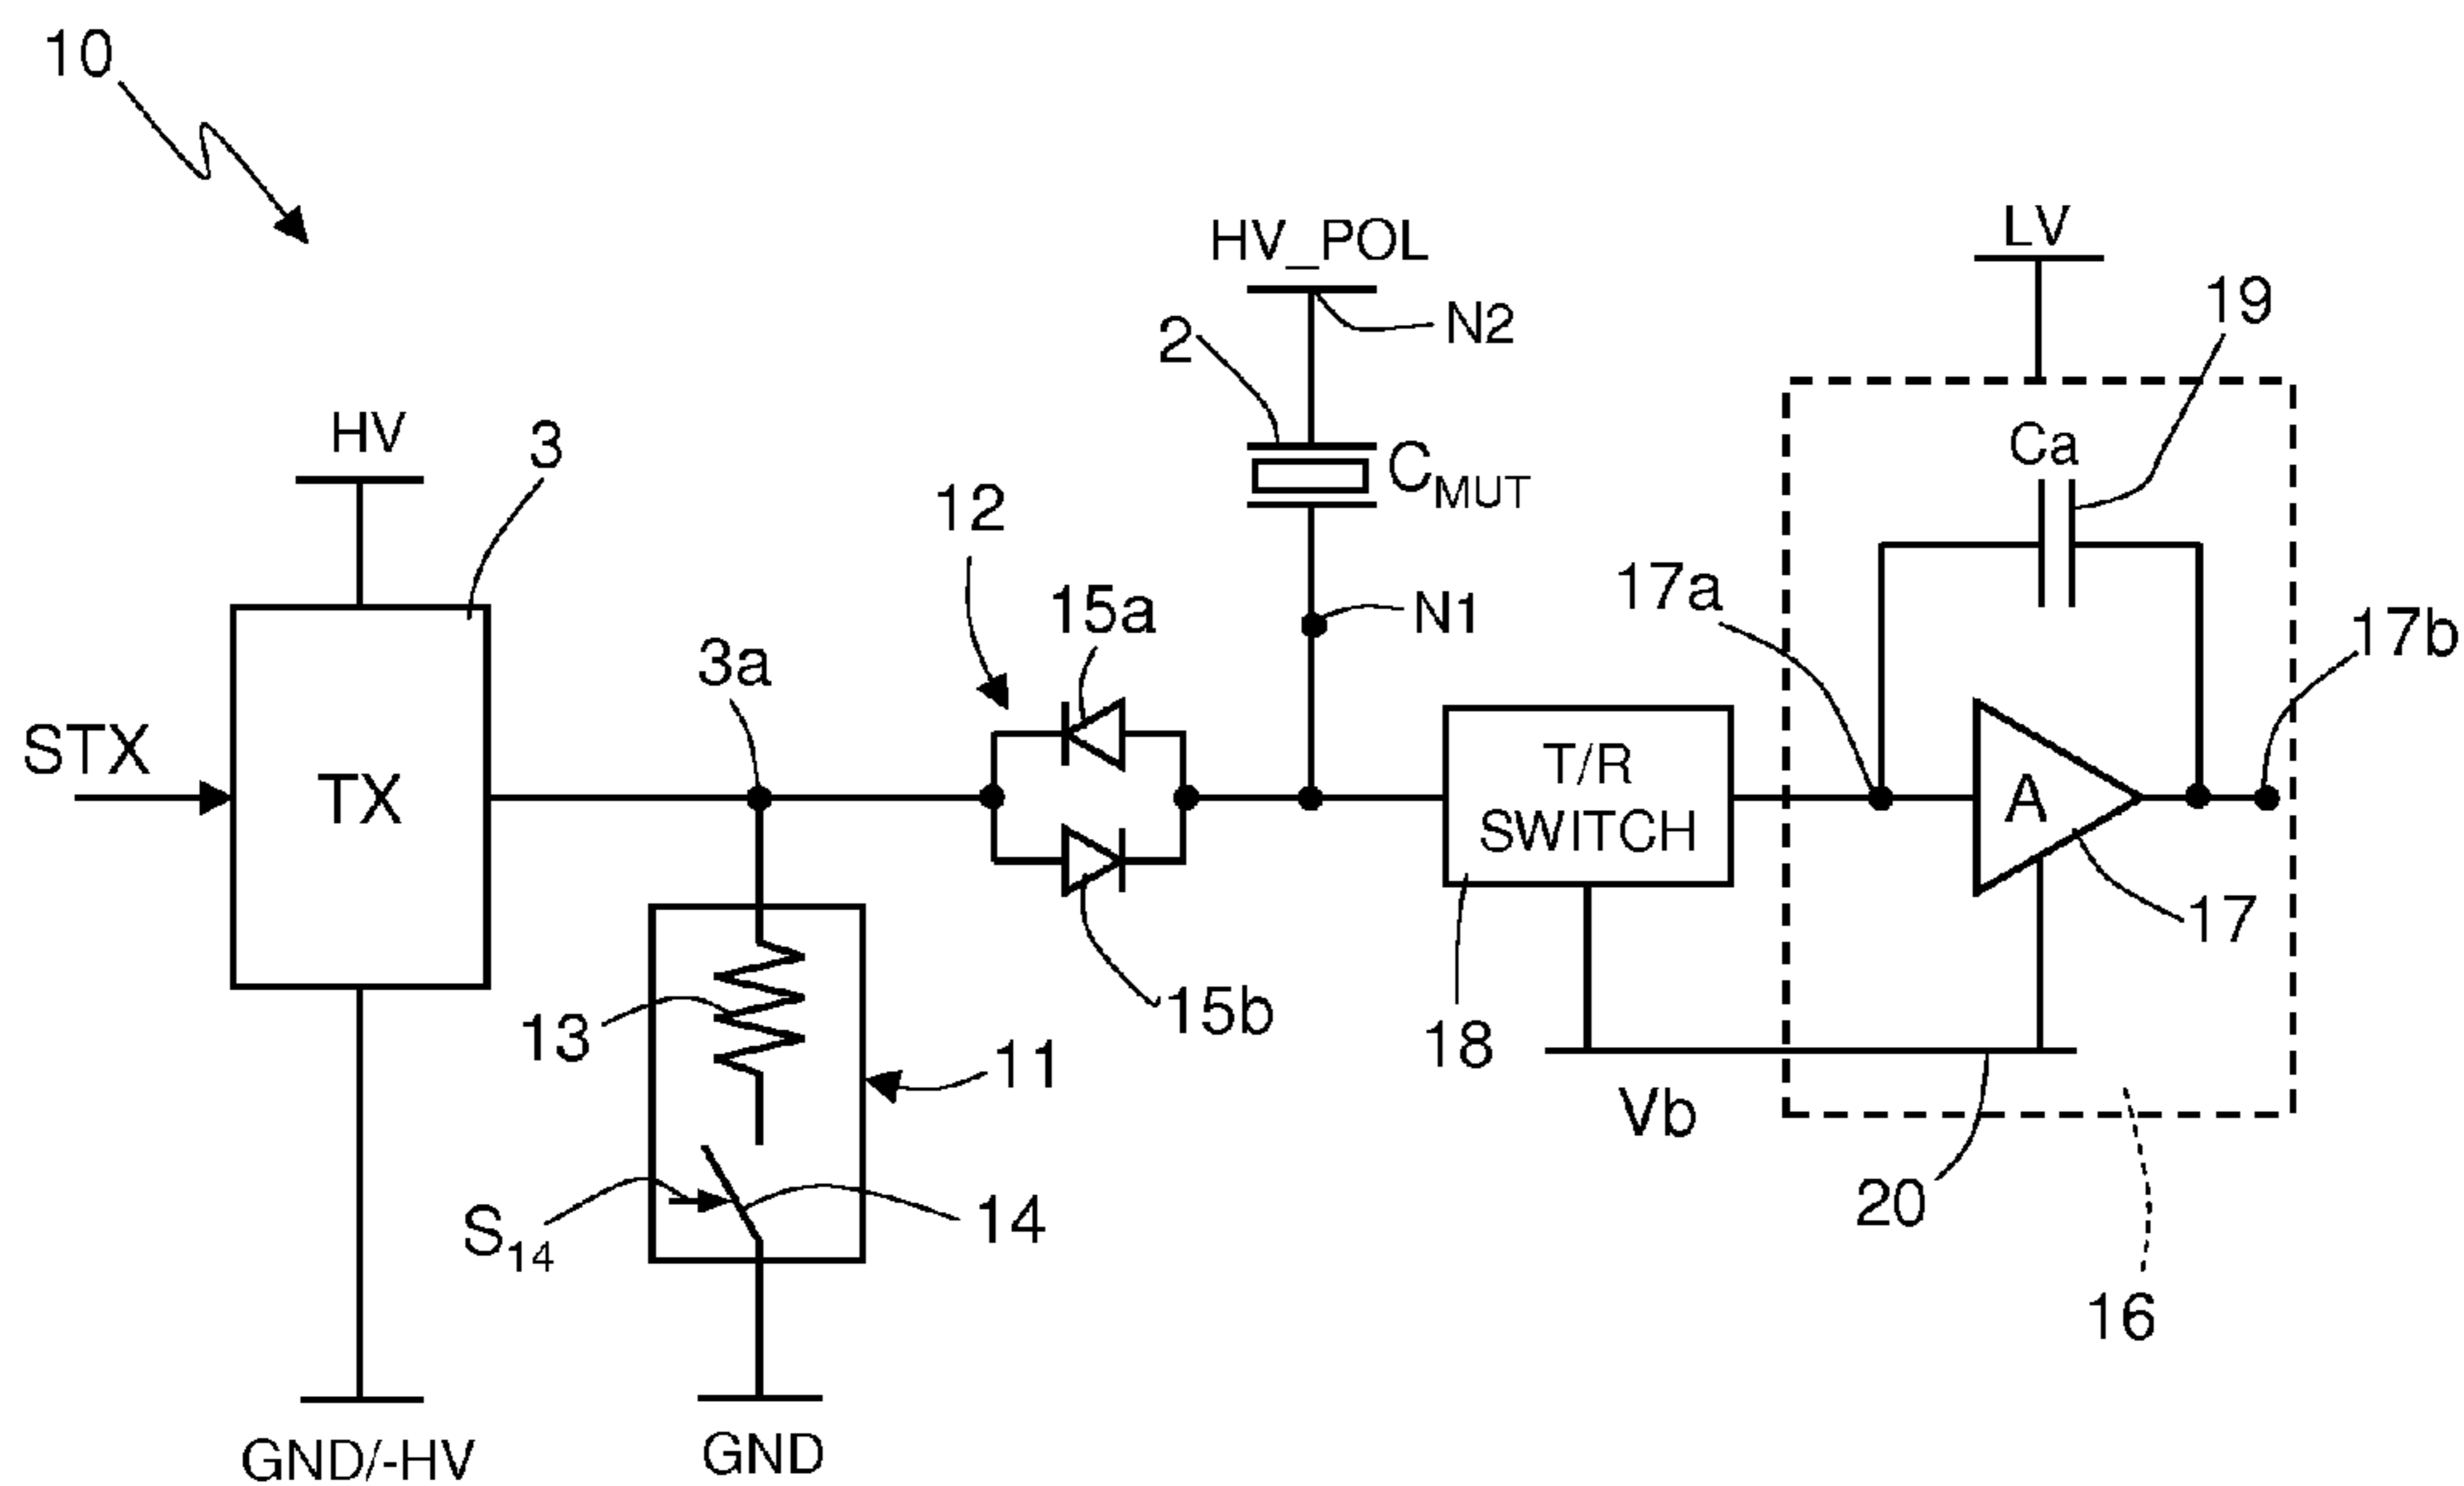 10
HV_POL
N2
LV
19
2
HV
3
Ca
12
CMUT
15a
N1
17a
17b
3a
STX
TX
T/R
SWITCH
A
17
13
15b
18
11
Vb
S14
14
20
16
GND/-HV
GND